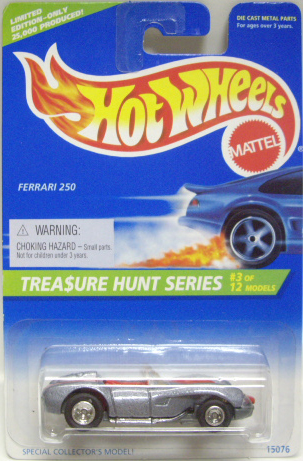 LIMITED
EDITION-ONLY
25,000 PRODUCED!
DIE CAST METAL PARTS
For ages over 3 years.
HOT WHEELS
MATTEL
®
FERRARI 250
⚠ WARNING:
CHOKING HAZARD – Small parts.
Not for children under 3 years.
TREA$URE HUNT SERIES
#3 OF
12 MODELS
SPECIAL COLLECTOR'S MODEL!
15076